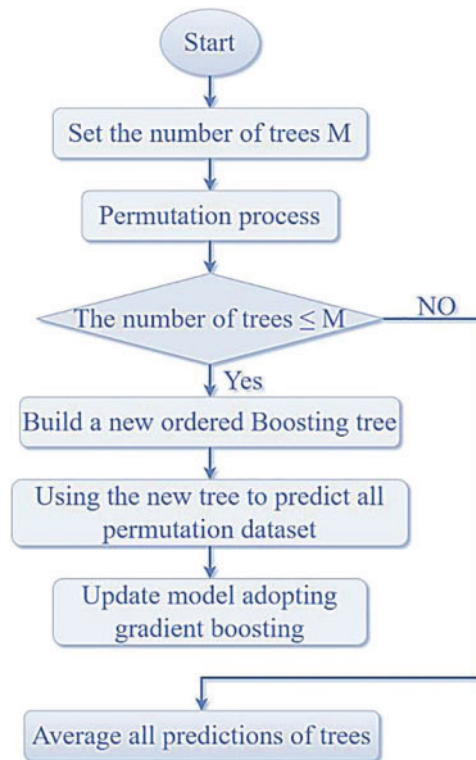 Start
Set the number of trees M
Permutation process
The number of trees ≤ M
NO
Yes
Build a new ordered Boosting tree
Using the new tree to predict all
permutation dataset
Update model adopting
gradient boosting
Average all predictions of trees